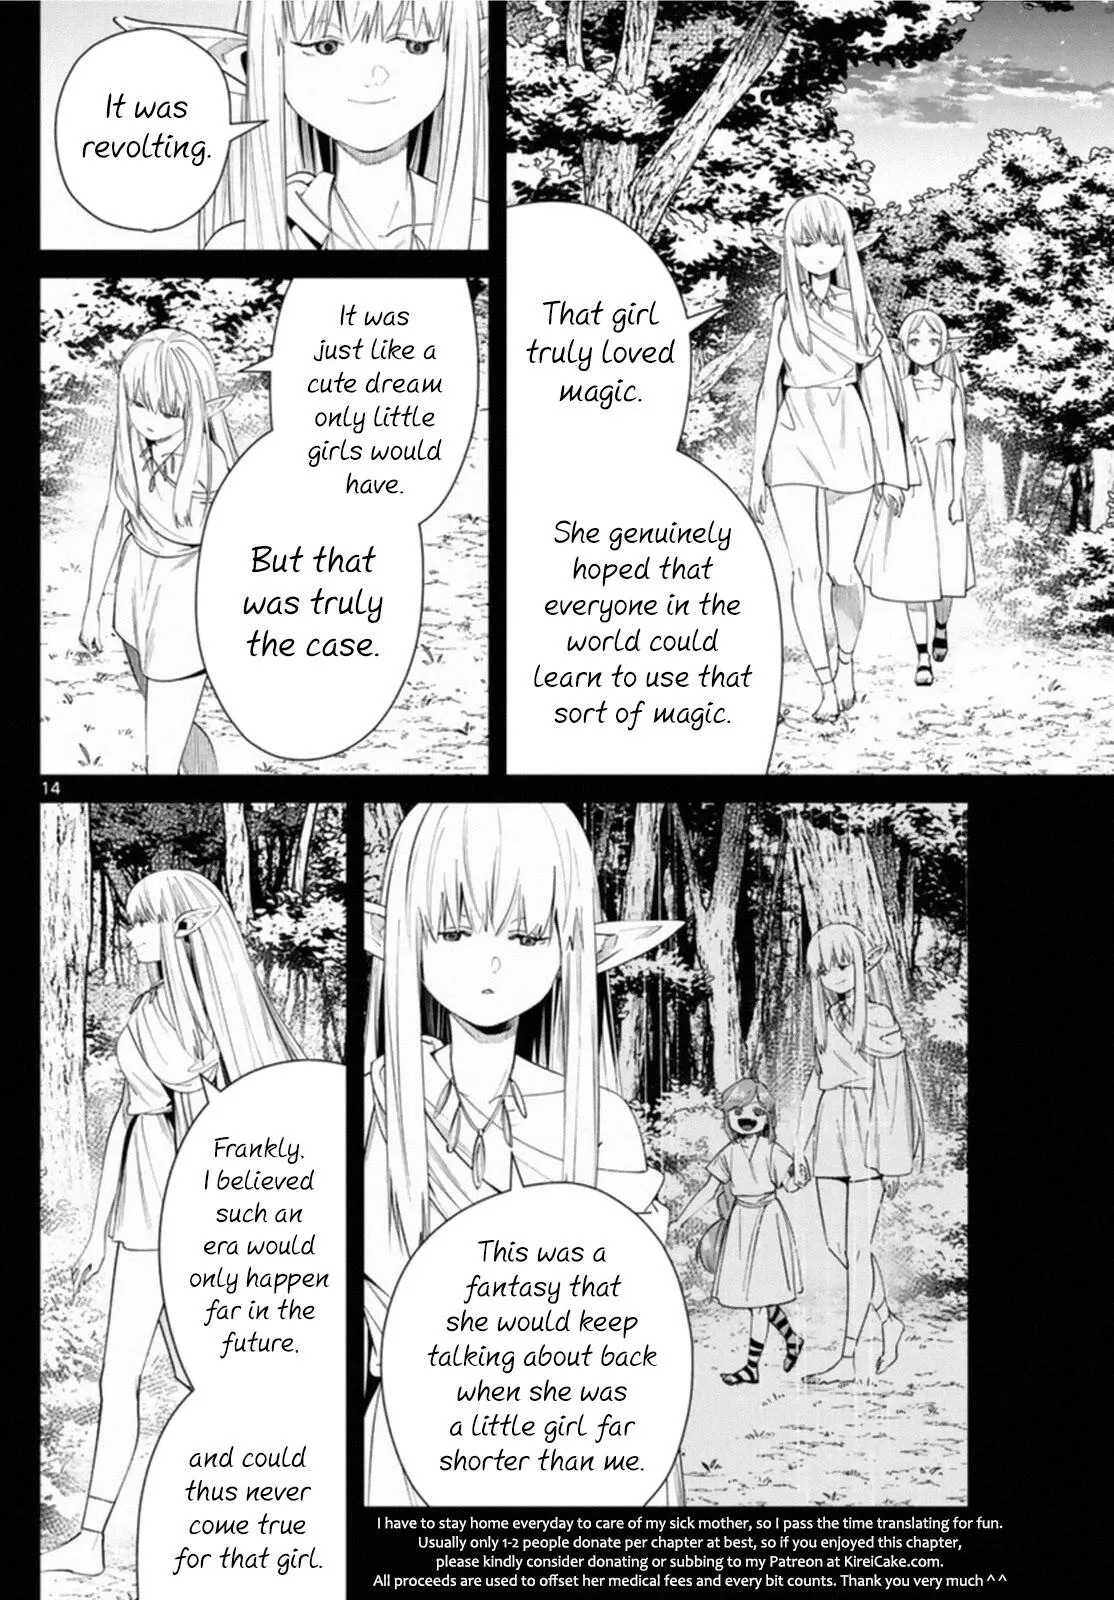 That girl
truly loved
magic.
She genuinely
hoped that
everyone in the
world could
learn to use that
sort of magic.
It was
revolting.
It was
just like a
cute dream
only little
girls would
have.
But that
was truly
the case.
14
This was a
fantasy that
she would keep
talking about back
when she was
a little girl far
shorter than me.
Frankly,
I believed
such an
era would
only happen
far in the
future,
and could
thus never
come true
for that girl.
I have to stay home everyday to care of my sick mother, so I pass the time translating for fun.
Usually only 1-2 people donate per chapter at best, so if you enjoyed this chapter,
please kindly consider donating or subbing to my Patreon at KireiCake.com.
All proceeds are used to offset her medical fees and every bit counts. Thank you very much ^ ^